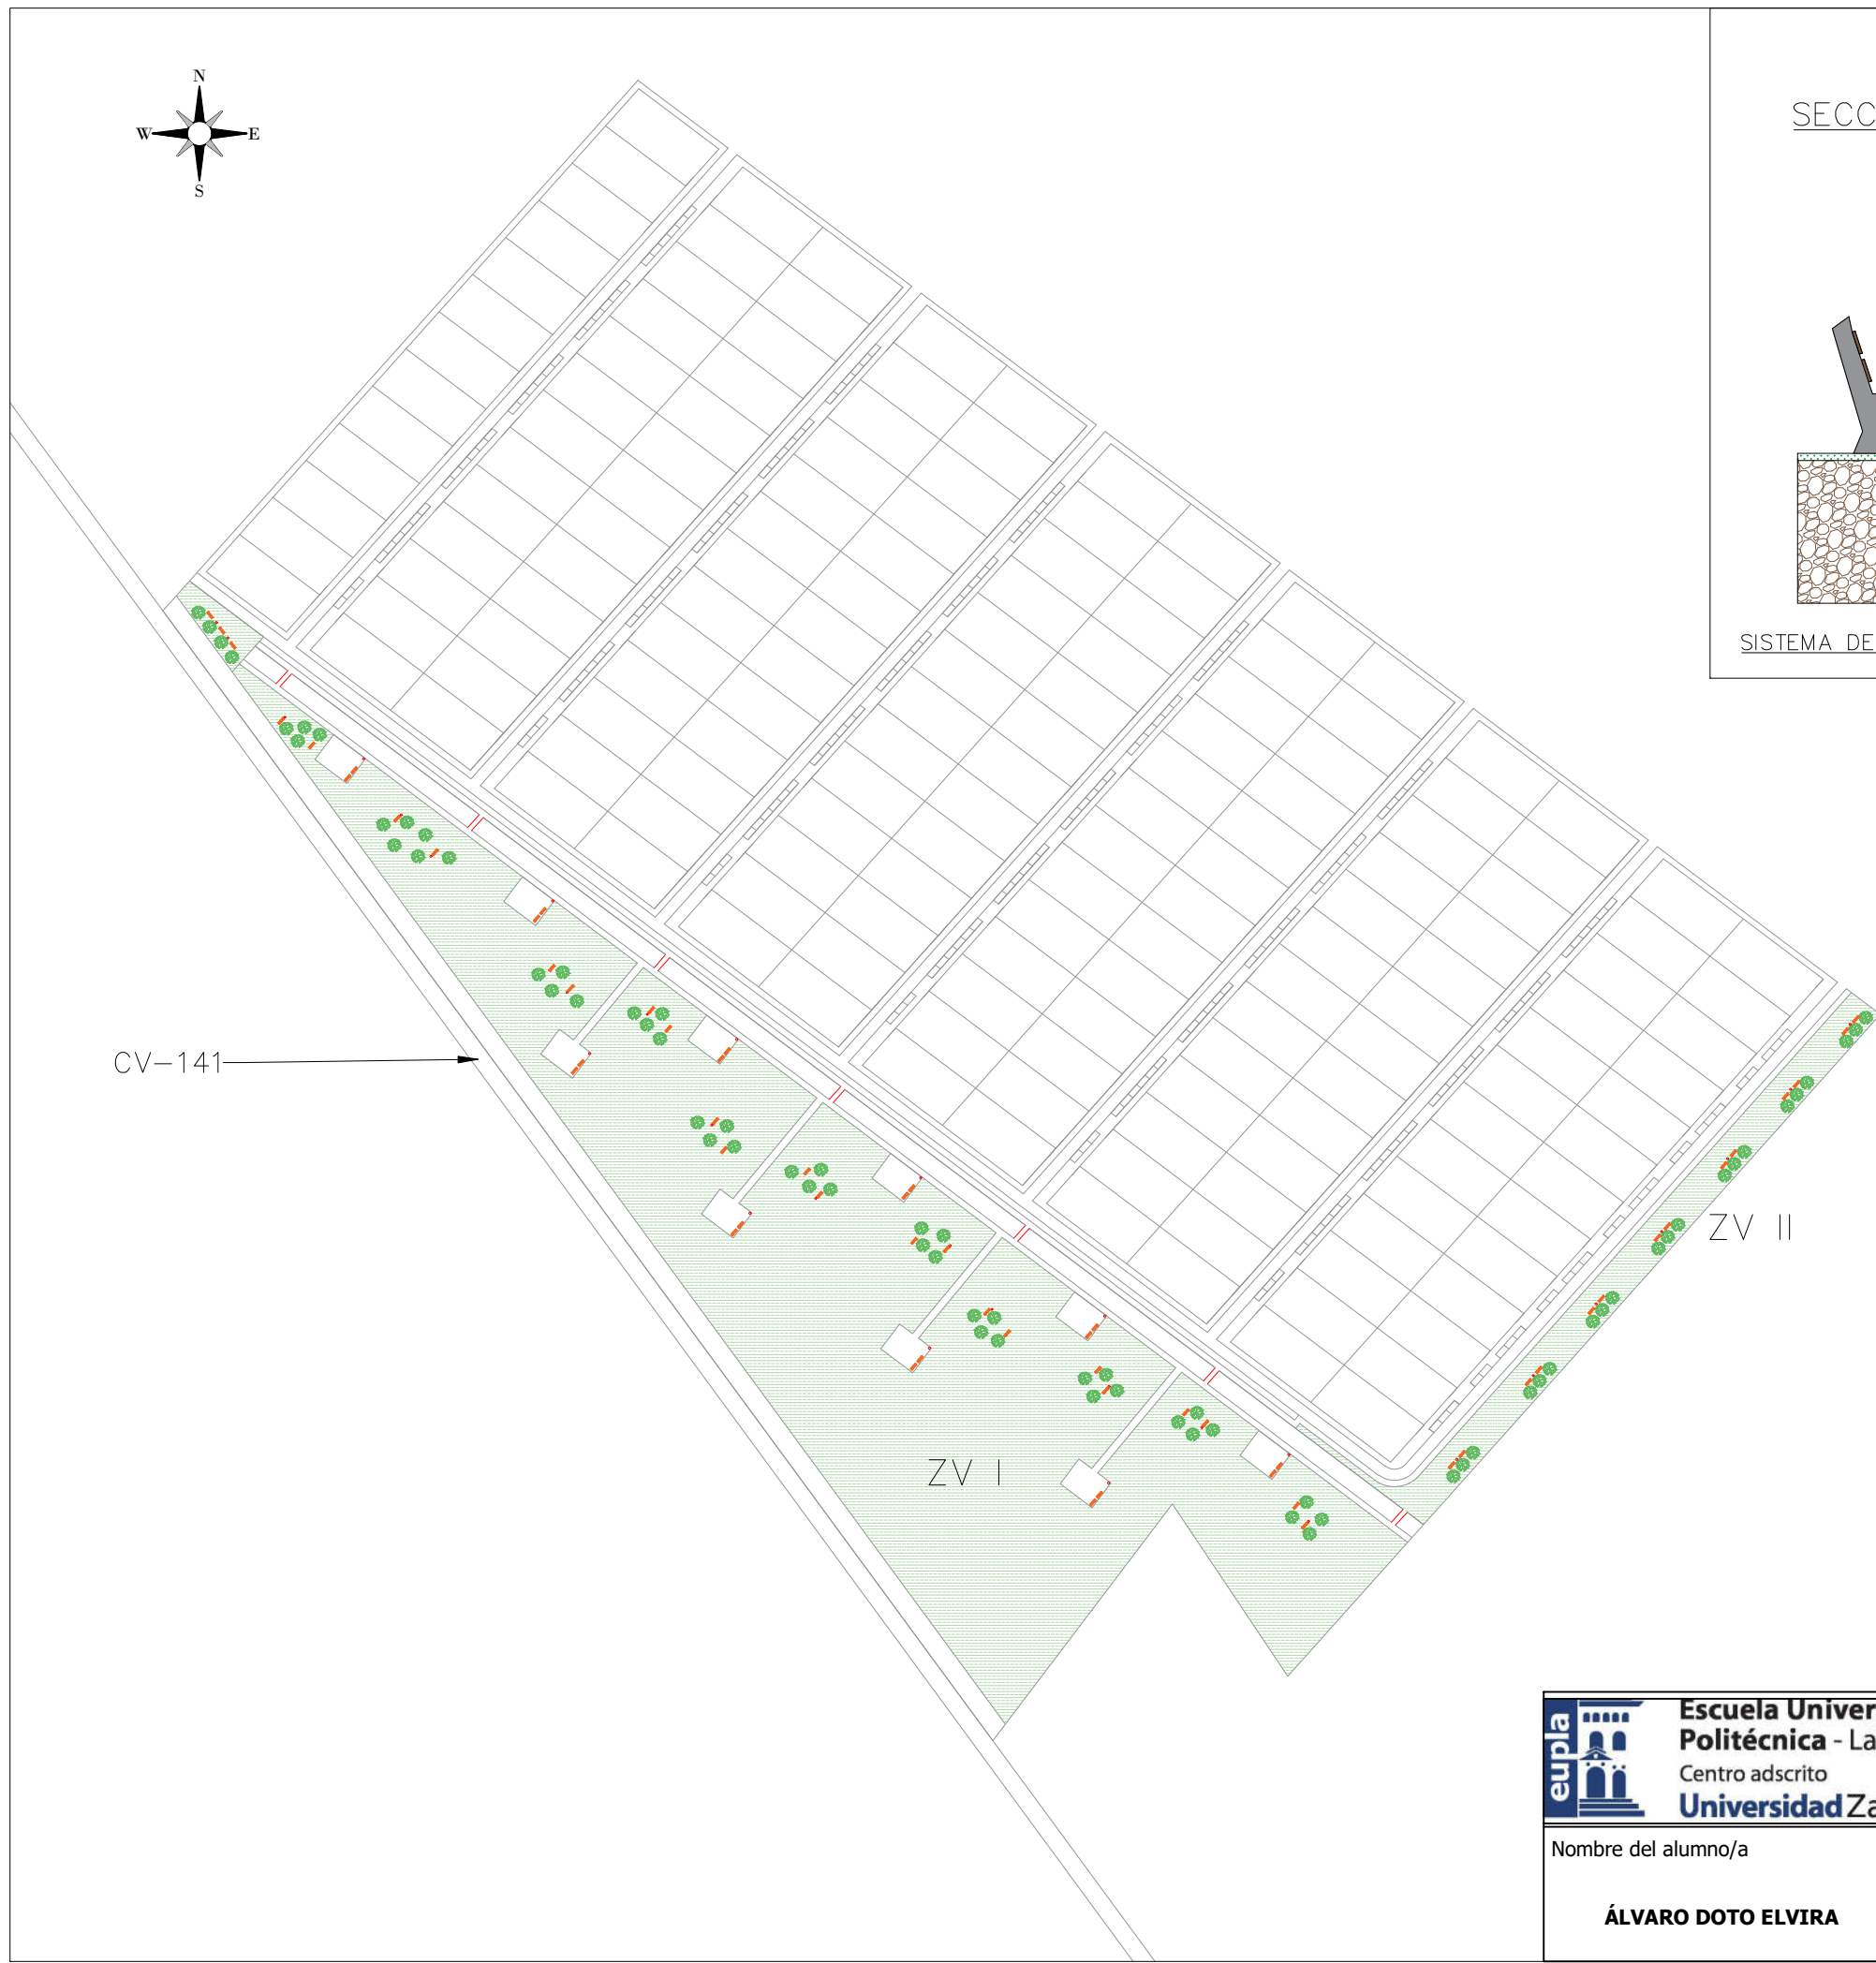 N
W E
S
SECC
SISTEMA DE
CV-141
ZV II
ZV I
eupla
Escuela Univer
Politécnica - La
Centro adscrito
Universidad Za
Nombre del alumno/a
ÁLVARO DOTO ELVIRA